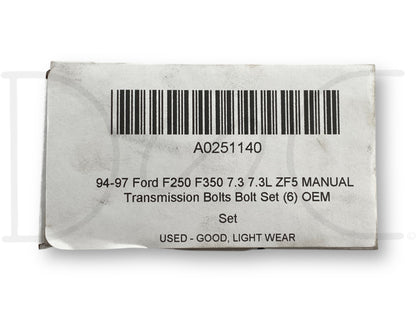 A0251140
94-97 Ford F250 F350 7.3 7.3L ZF5 MANUAL
Transmission Bolts Bolt Set (6) OEM
Set
USED - GOOD, LIGHT WEAR